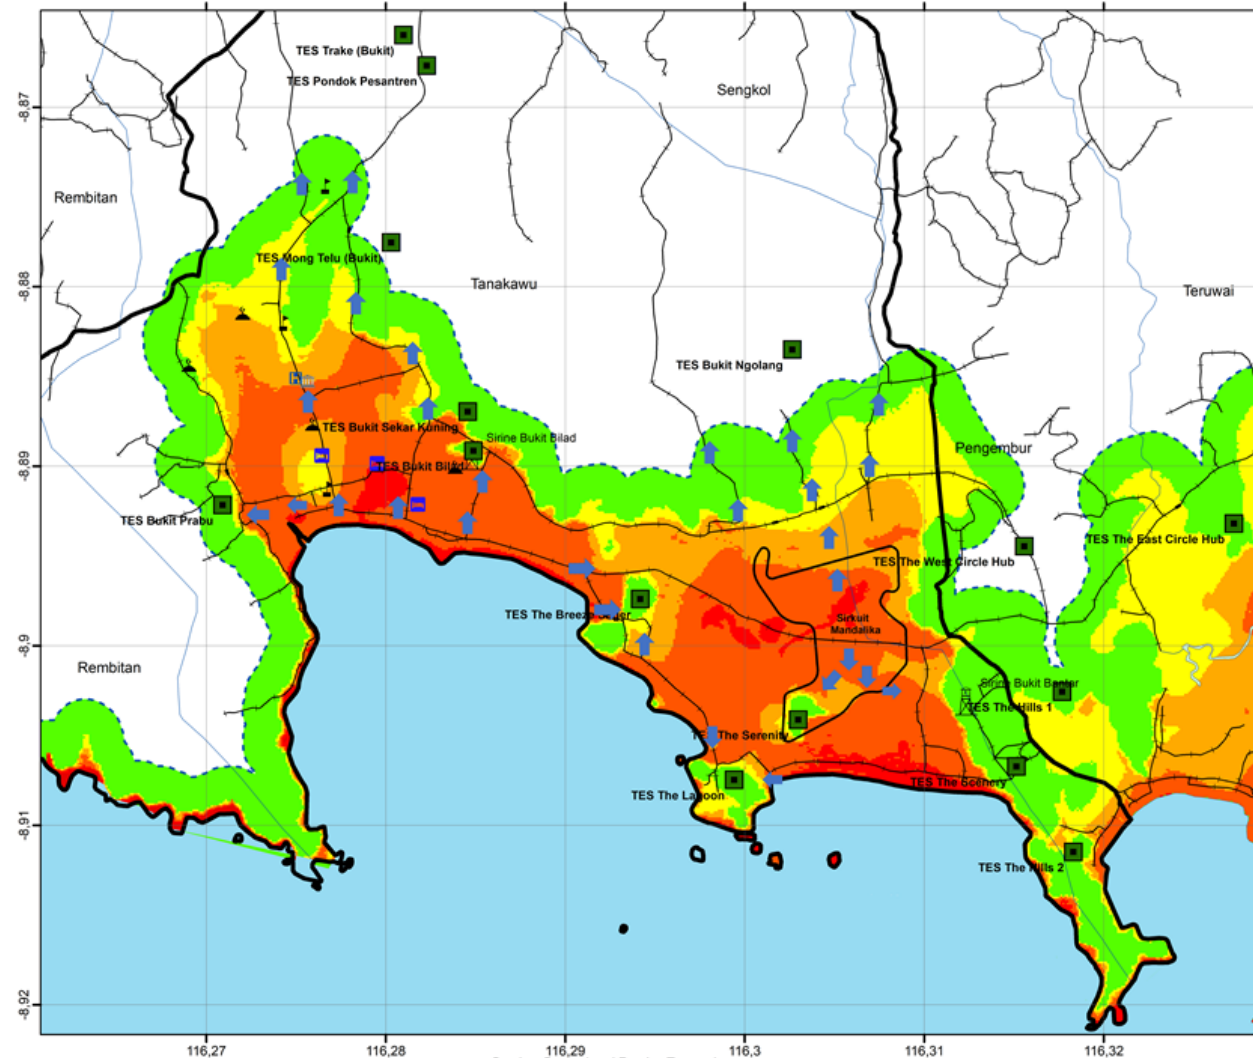 TES Trake (Bukit)
TES Pondok Pesantren
Sengkol
-8,87
Rembitan
TES Mong Telu (Bukit)
Tanakawu
-8,88
Teruwai
TES Bukit Ngolang
TES Bukit Sekar Kuning
Sirine Bukit Bilad
Pengembur
TES Bukit Bilad
-8,89
TES Bukit Prabu
TES The East Circle Hub
TES The West Circle Hub
TES The Breeze
Sirkuit
Mandalika
-8,9
Rembitan
Sirine Bukit Bantar
TES The Hills 1
The Serenity
TES The Scenery
TES The Lagoon
-8,91
TES The Hills 2
-8,92
116,27
116,28
116,29
116,3
116,31
116,32